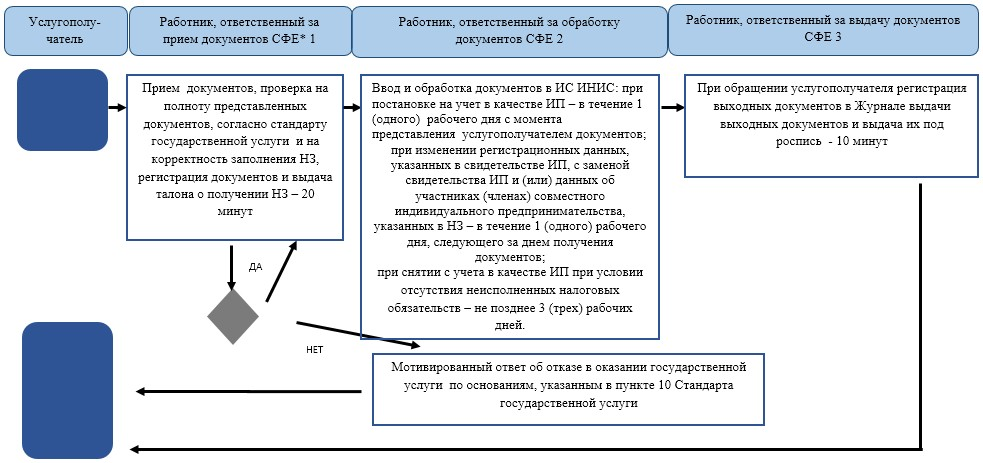 Услугополу-
чатель
Работник, ответственный за
прием документов СФЕ* 1
Работник, ответственный за обработку
документов СФЕ 2
Работник, ответственный за выдачу документов
СФЕ 3
Прием документов, проверка на
полноту представленных
документов, согласно стандарту
государственной услуги и на
корректность заполнения НЗ,
регистрация документов и выдача
талона о получении НЗ – 20
минут
Ввод и обработка документов в ИС ИНИС: при
постановке на учет в качестве ИП – в течение 1
(одного) рабочего дня с момента
представления услугополучателем документов;
при изменении регистрационных данных,
указанных в свидетельстве ИП, с заменой
свидетельства ИП и (или) данных об
участниках (членах) совместного
индивидуального предпринимательства,
указанных в НЗ – в течение 1 (одного) рабочего
дня, следующего за днем получения
документов;
при снятии с учета в качестве ИП при условии
отсутствия неисполненных налоговых
обязательств – не позднее 3 (трех) рабочих
дней.
При обращении услугополучателя регистрация
выходных документов в Журнале выдачи
выходных документов и выдача их под
роспись - 10 минут
ДА
НЕТ
Мотивированный ответ об отказе в оказании государственной
услуги по основаниям, указанным в пункте 10 Стандарта
государственной услуги